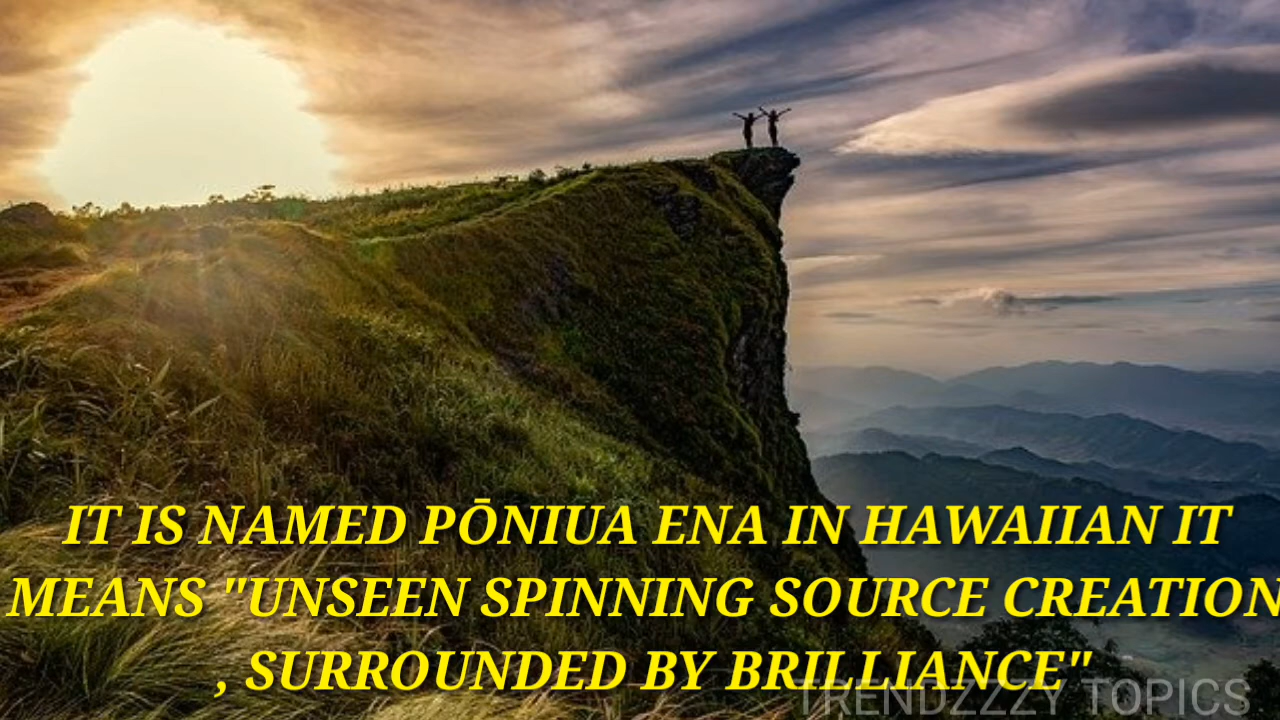 IT IS NAMED PŌNIUA ENA IN HAWAIIAN IT
MEANS "UNSEEN SPINNING SOURCE CREATION
, SURROUNDED BY BRILLIANCE"
TRENDZZZY TOPICS